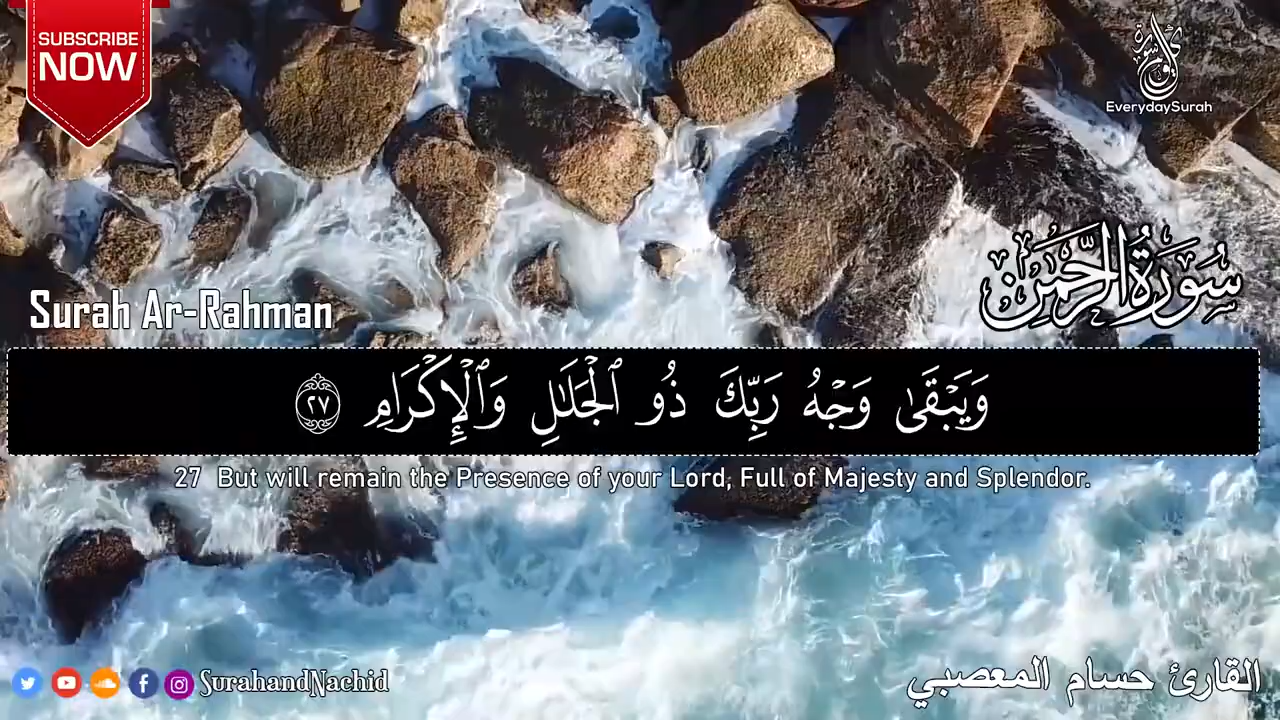 SUBSCRIBE
NOW
EverydaySurah
Surah Ar-Rahman
سُورَةُ الرَّحْمَٰن
وَيَبْقَىٰ وَجْهُ رَبِّكَ ذُو ٱلْجَلَـٰلِ وَٱلْإِكْرَامِ ٢٧
27 But will remain the Presence of your Lord, Full of Majesty and Splendor.
SurahandNachid
القارئ حسام المعصبي